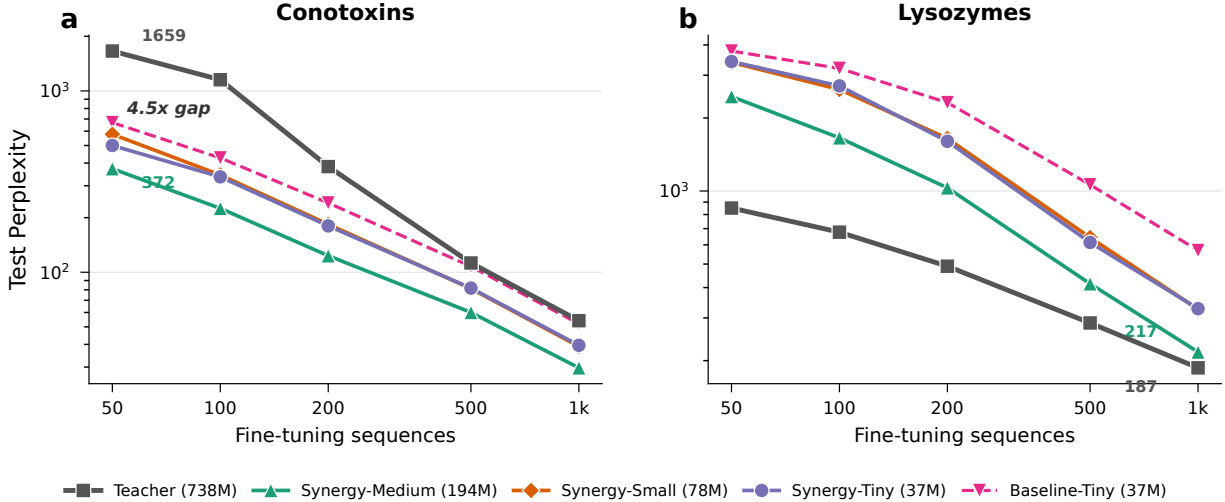 a
Conotoxins
Test Perplexity
10³
10²
1659
4.5x gap
372
50
100
200
500
1k
Fine-tuning sequences
b
Lysozymes
10³
217
187
50
100
200
500
1k
Fine-tuning sequences
Teacher (738M)
Synergy-Medium (194M)
Synergy-Small (78M)
Synergy-Tiny (37M)
Baseline-Tiny (37M)